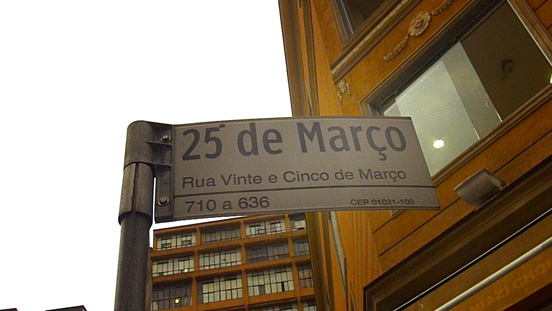 25 de Março
Rua Vinte e Cinco de Março
710 a 636
CEP 01021-100